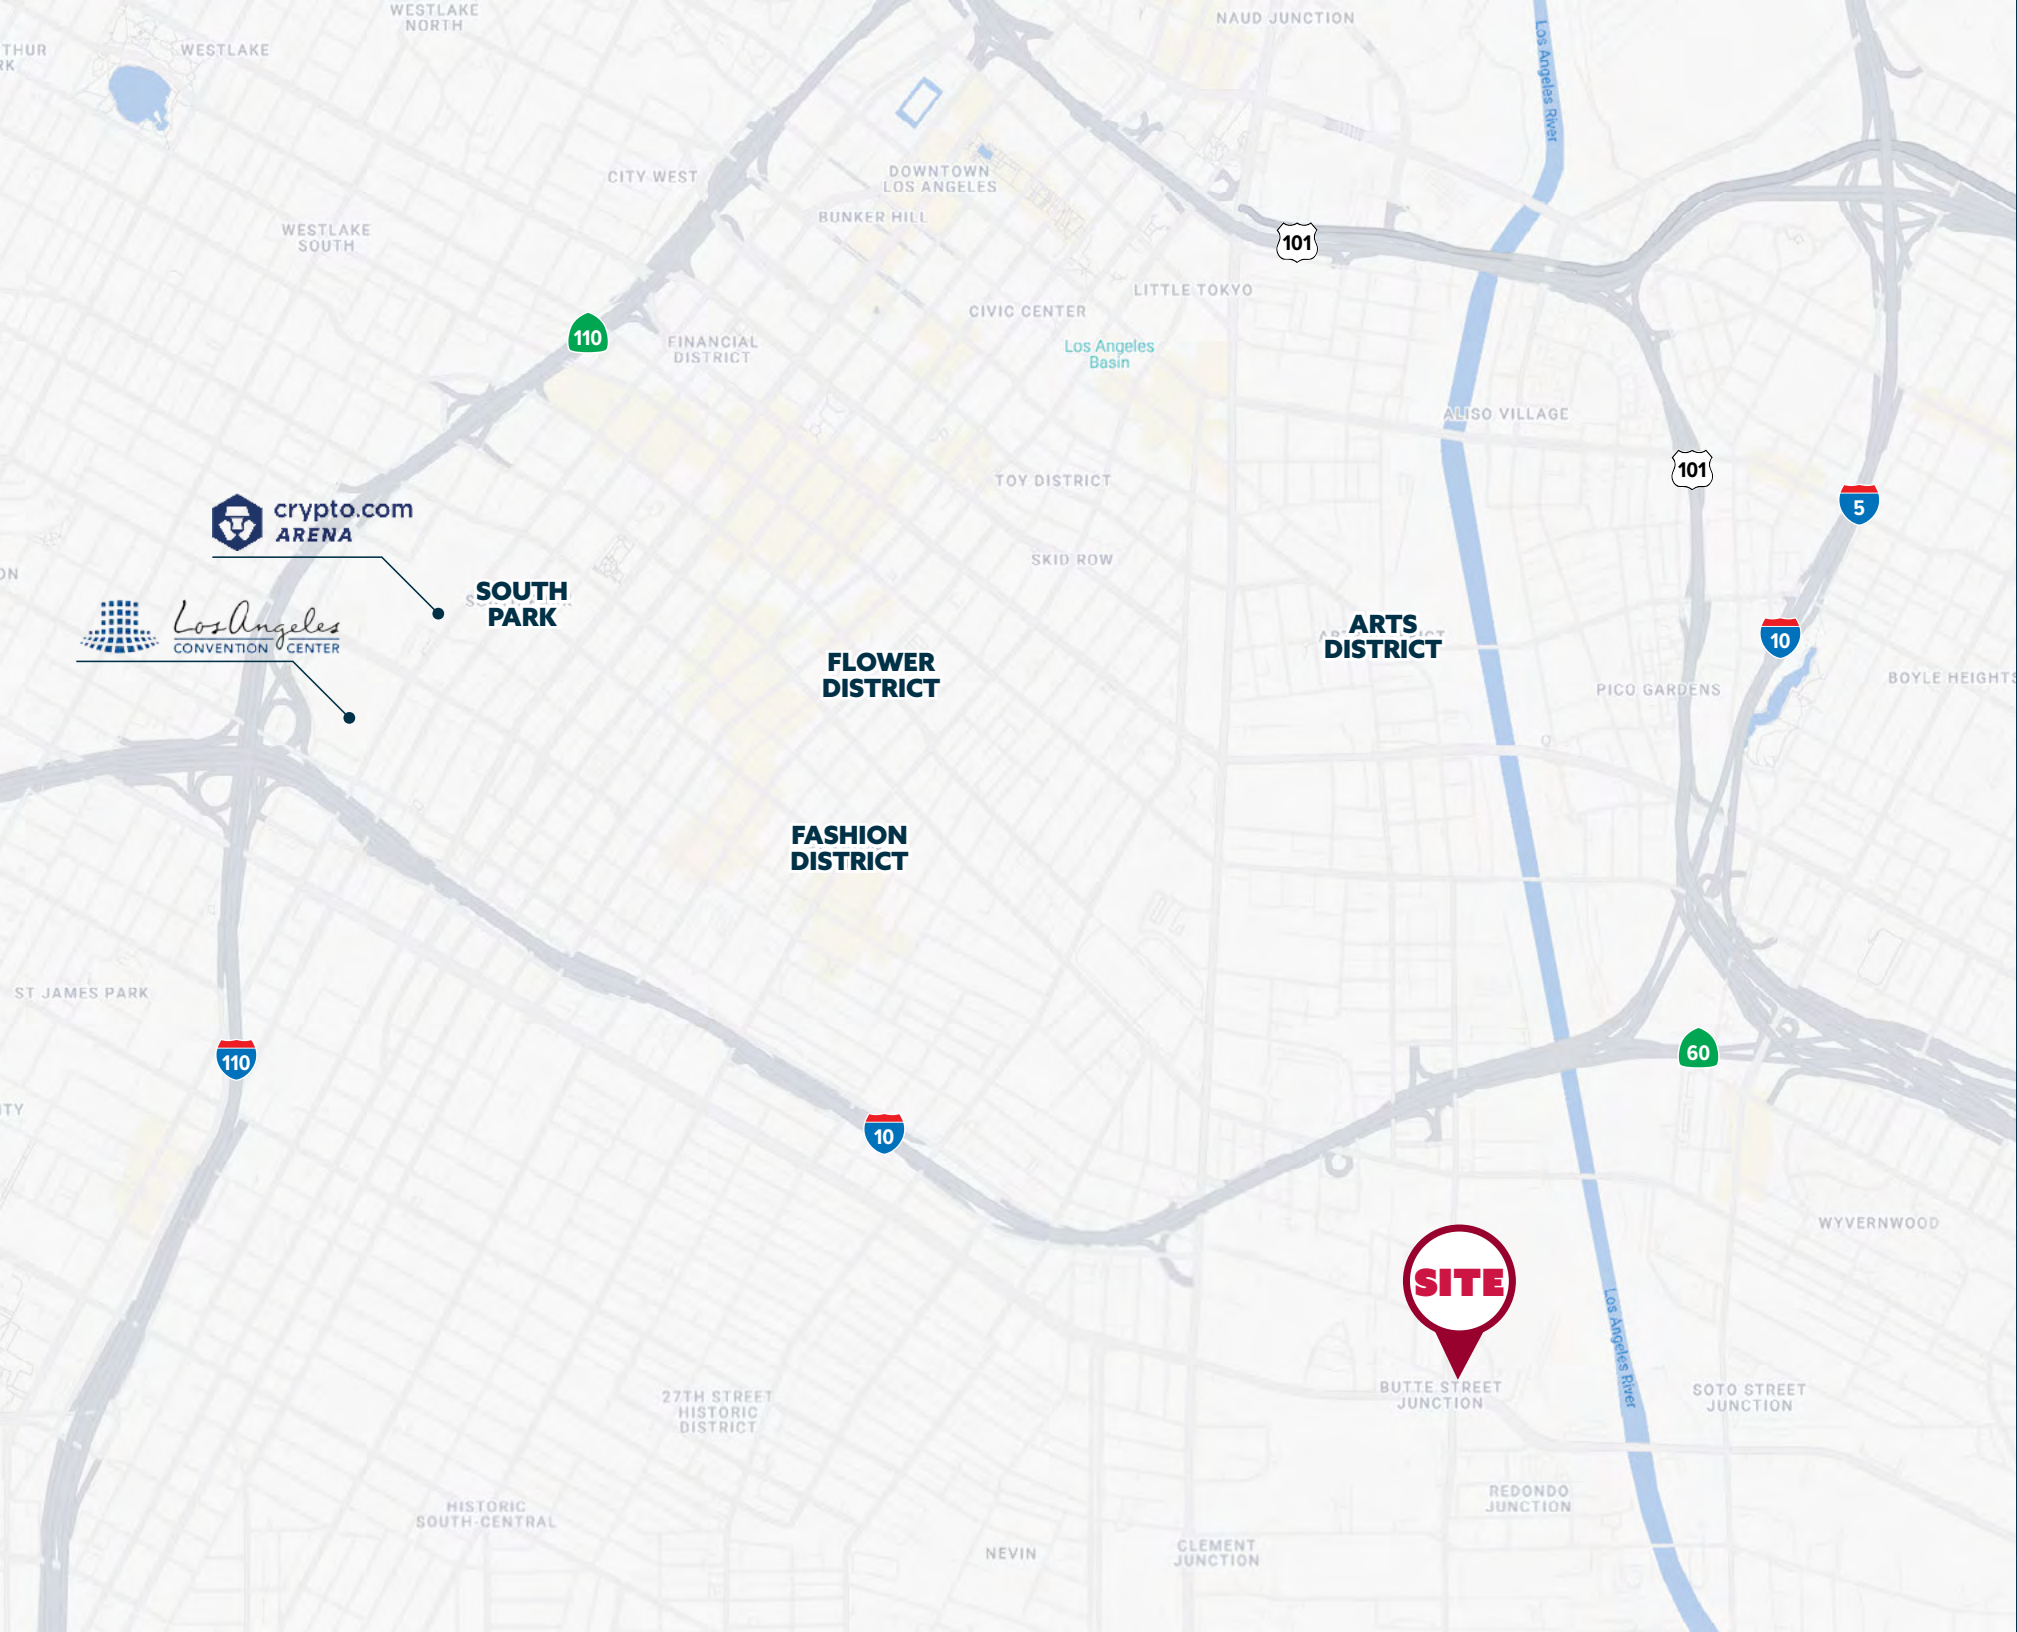 WESTLAKE
NORTH
NAUD JUNCTION
THUR
RK
WESTLAKE
Los Angeles River
CITY WEST
DOWNTOWN
LOS ANGELES
BUNKER HILL
WESTLAKE
SOUTH
101
LITTLE TOKYO
CIVIC CENTER
110
FINANCIAL
DISTRICT
Los Angeles
Basin
ALISO VILLAGE
101
TOY DISTRICT
5
crypto.com
ARENA
SKID ROW
ON
SOUTH
PARK
Los Angeles
CONVENTION CENTER
ARTS
DISTRICT
10
FLOWER
DISTRICT
PICO GARDENS
BOYLE HEIGHTS
FASHION
DISTRICT
ST JAMES PARK
110
60
TY
10
WYVERNWOOD
SITE
Los Angeles River
BUTTE STREET
JUNCTION
SOTO STREET
JUNCTION
27TH STREET
HISTORIC
DISTRICT
REDONDO
JUNCTION
HISTORIC
SOUTH-CENTRAL
NEVIN
CLEMENT
JUNCTION